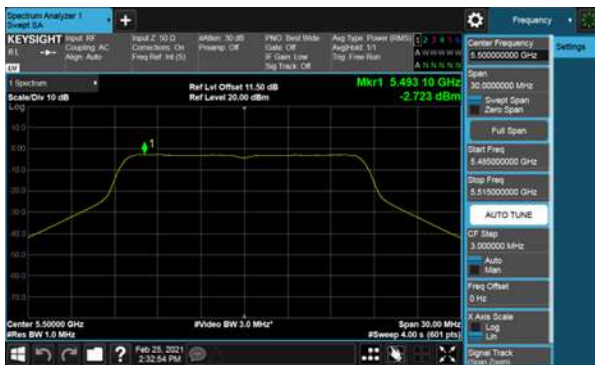 Spectrum Analyzer 1
Swept SA
+
Frequency
KEYSIGHT
RL
Input: RF
Coupling: AC
Align: Auto
Input Z: 50 Ω
Corrections: On
Freq Ref: Int (S)
#Atten: 30 dB
Preamp: Off
PNO: Best Wide
Gate: Off
IF Gain: Low
Sig Track: Off
Avg Type: Power (RMS)
Avg|Hold: 1/1
Trig: Free Run
1 2 3 4 5 6
A W W W W W
A N N N N N
1 Spectrum
Scale/Div 10 dB
Log
Ref Lvl Offset 11.50 dB
Ref Level 20.00 dBm
Mkr1 5.493 10 GHz
-2.723 dBm
10.0
0.00
1
-10.0
-20.0
-30.0
-40.0
-50.0
-60.0
-70.0
Center 5.50000 GHz
#Res BW 1.0 MHz
#Video BW 3.0 MHz*
Span 30.00 MHz
#Sweep 4.00 s (601 pts)
Center Frequency
5.500000000 GHz
Settings
Span
30.0000000 MHz
Swept Span
Zero Span
Full Span
Start Freq
5.485000000 GHz
Stop Freq
5.515000000 GHz
AUTO TUNE
CF Step
3.000000 MHz
Auto
Man
Freq Offset
0 Hz
X Axis Scale
Log
Lin
Signal Track
(Span Zoom)
?
Feb 25, 2021
2:32:54 PM